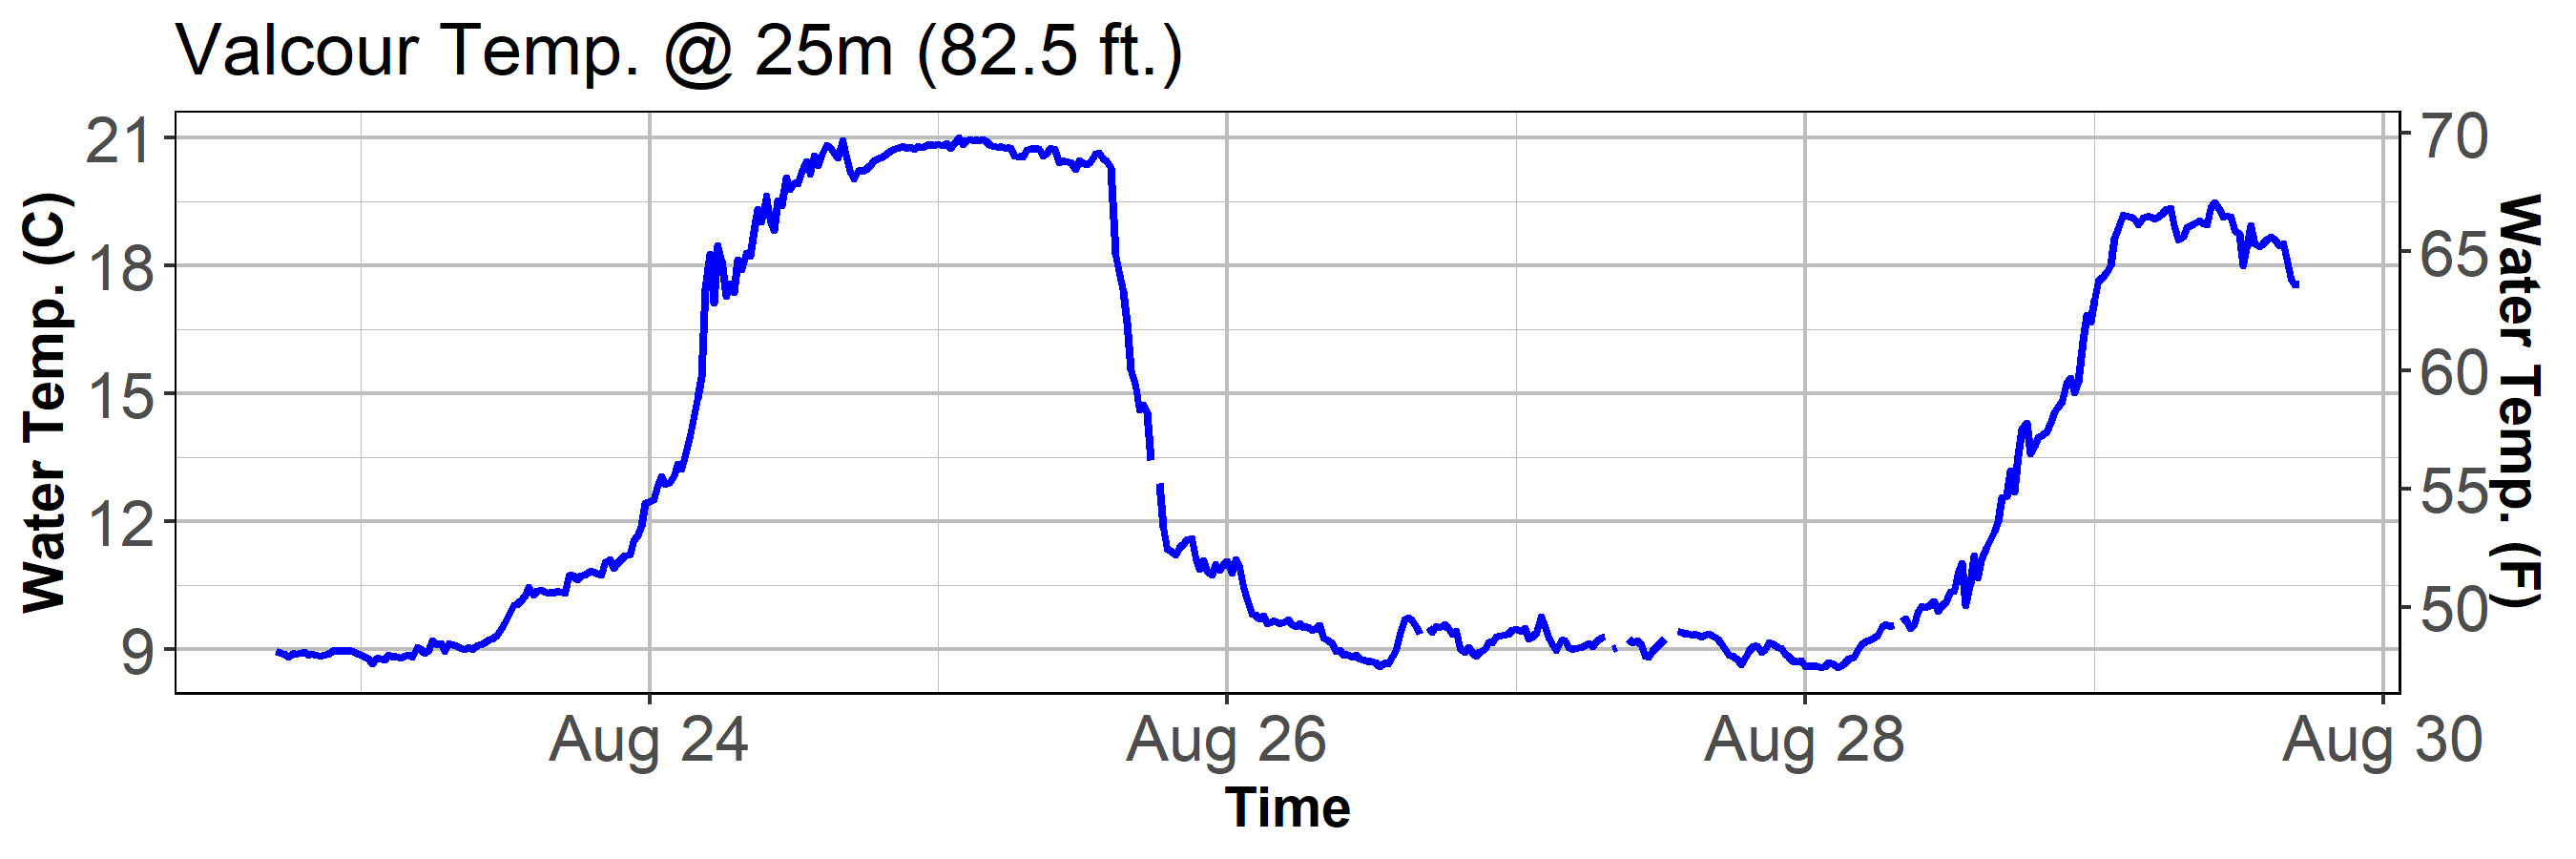 Valcour Temp. @ 25m (82.5 ft.)
Water Temp. (C)
21
18
15
12
9
70
65
60
55
50
Water Temp. (F)
Aug 24
Aug 26
Aug 28
Aug 30
Time